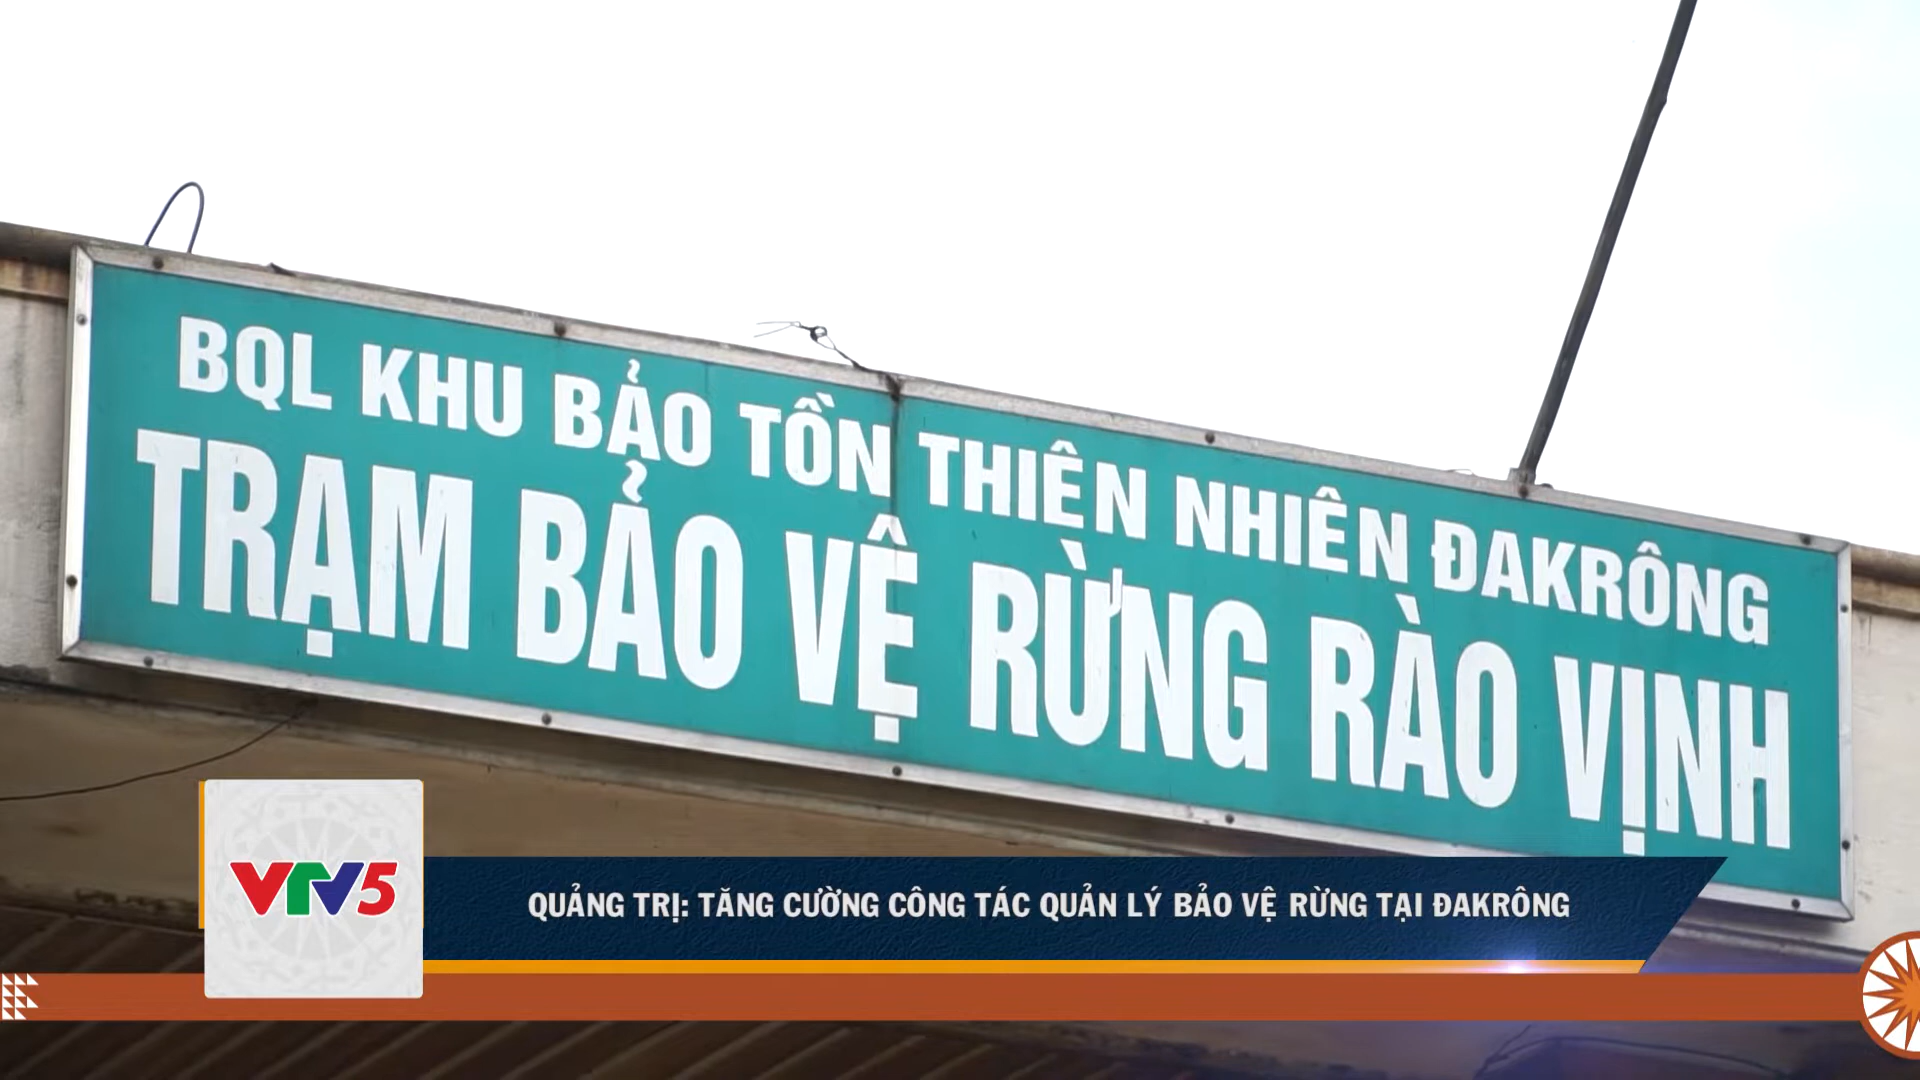 BQL KHU BẢO TỒN THIÊN NHIÊN ĐAKRÔNG
TRẠM BẢO VỆ RỪNG RÀO VỊNH
VTV5
QUẢNG TRỊ: TĂNG CƯỜNG CÔNG TÁC QUẢN LÝ BẢO VỆ RỪNG TẠI ĐAKRÔNG